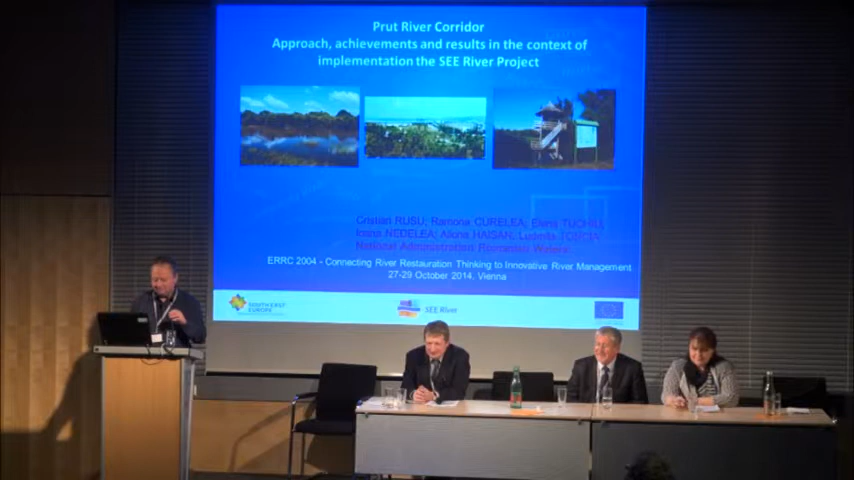 Prut River Corridor
Approach, achievements and results in the context of
implementation the SEE River Project
Cristian RUSU, Ramona CURELEA, Elena TUCHIU,
Ioana NEDELEA, Aliona HAISAN, Ludmila
National Administration Romanian Waters
ERRC 2004 - Connecting River Restauration Thinking to Innovative River Management
27-29 October 2014, Vienna
SOUTH EAST
EUROPE
SEE River